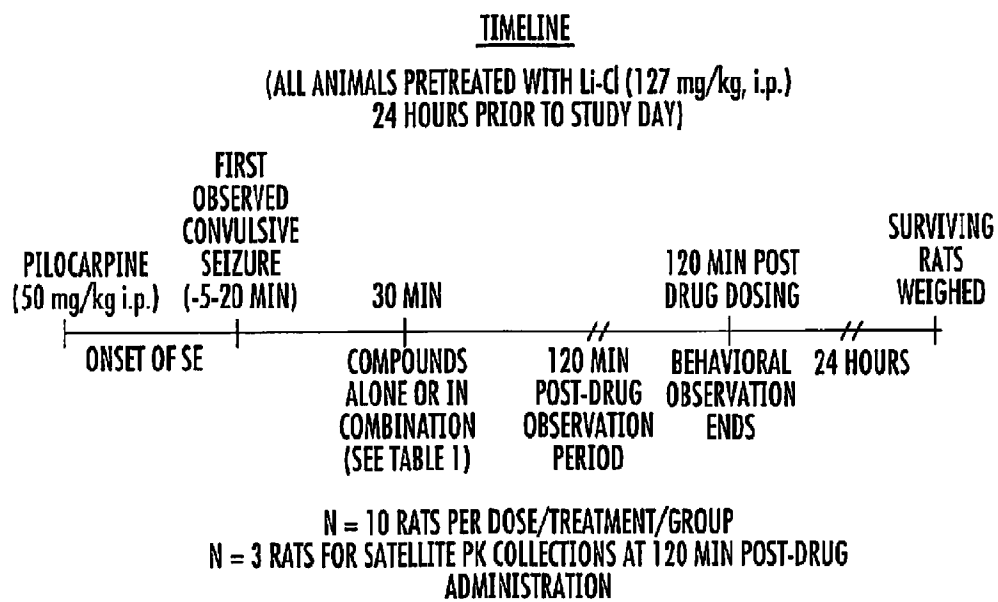 TIMELINE
(ALL ANIMALS PRETREATED WITH Li-Cl (127 mg/kg, i.p.)
24 HOURS PRIOR TO STUDY DAY)
PILOCARPINE
(50 mg/kg i.p.)
FIRST
OBSERVED
CONVULSIVE
SEIZURE
(-5-20 MIN)
30 MIN
120 MIN POST
DRUG DOSING
SURVIVING
RATS
WEIGHED
ONSET OF SE
COMPOUNDS
ALONE OR IN
COMBINATION
(SEE TABLE 1)
120 MIN
POST-DRUG
OBSERVATION
PERIOD
BEHAVIORAL
OBSERVATION
ENDS
24 HOURS
N = 10 RATS PER DOSE/TREATMENT/GROUP
N = 3 RATS FOR SATELLITE PK COLLECTIONS AT 120 MIN POST-DRUG
ADMINISTRATION